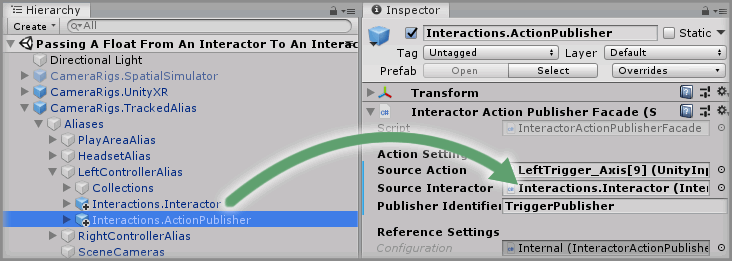 Hierarchy
Create
All
Passing A Float From An Interactor To An Interac
Directional Light
CameraRigs.SpatialSimulator
CameraRigs.UnityXR
CameraRigs.TrackedAlias
Aliases
PlayAreaAlias
HeadsetAlias
LeftControllerAlias
Collections
Interactions.Interactor
Interactions.ActionPublisher
RightControllerAlias
SceneCameras
Inspector
Interactions.ActionPublisher
Static
Tag Untagged Layer Default
Prefab Open Select Overrides
Transform
Interactor Action Publisher Facade (S
Script InteractorActionPublisherFacade
Action Setting
Source Action LeftTrigger_Axis[9] (UnityInp
Source Interactor Interactions.Interactor (Inter
Publisher Identifier TriggerPublisher
Reference Settings
Configuration Internal (InteractorActionPublishe